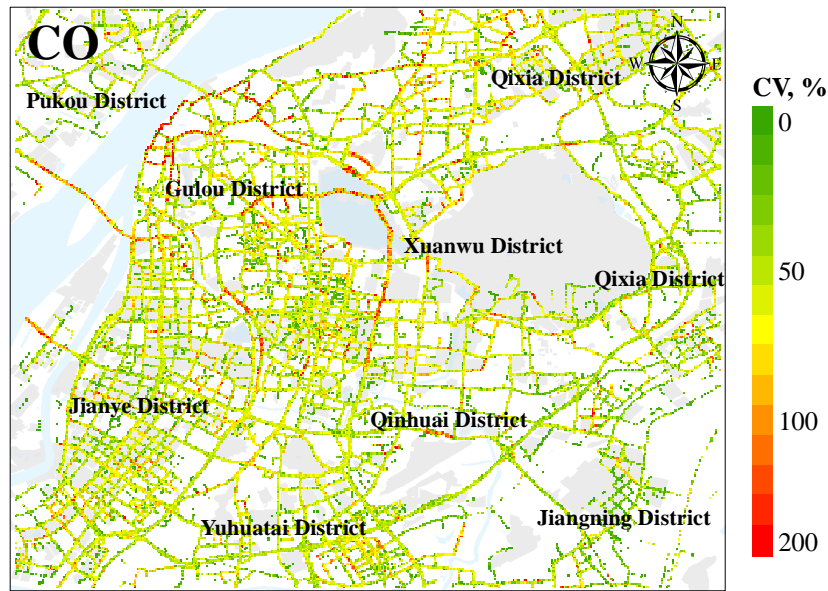 CO
N
W
E
S
Qixia District
Pukou District
CV, %
0
Gulou District
Xuanwu District
50
Qixia District
Jianye District
Qinhuai District
100
Yuhuatai District
Jiangning District
200